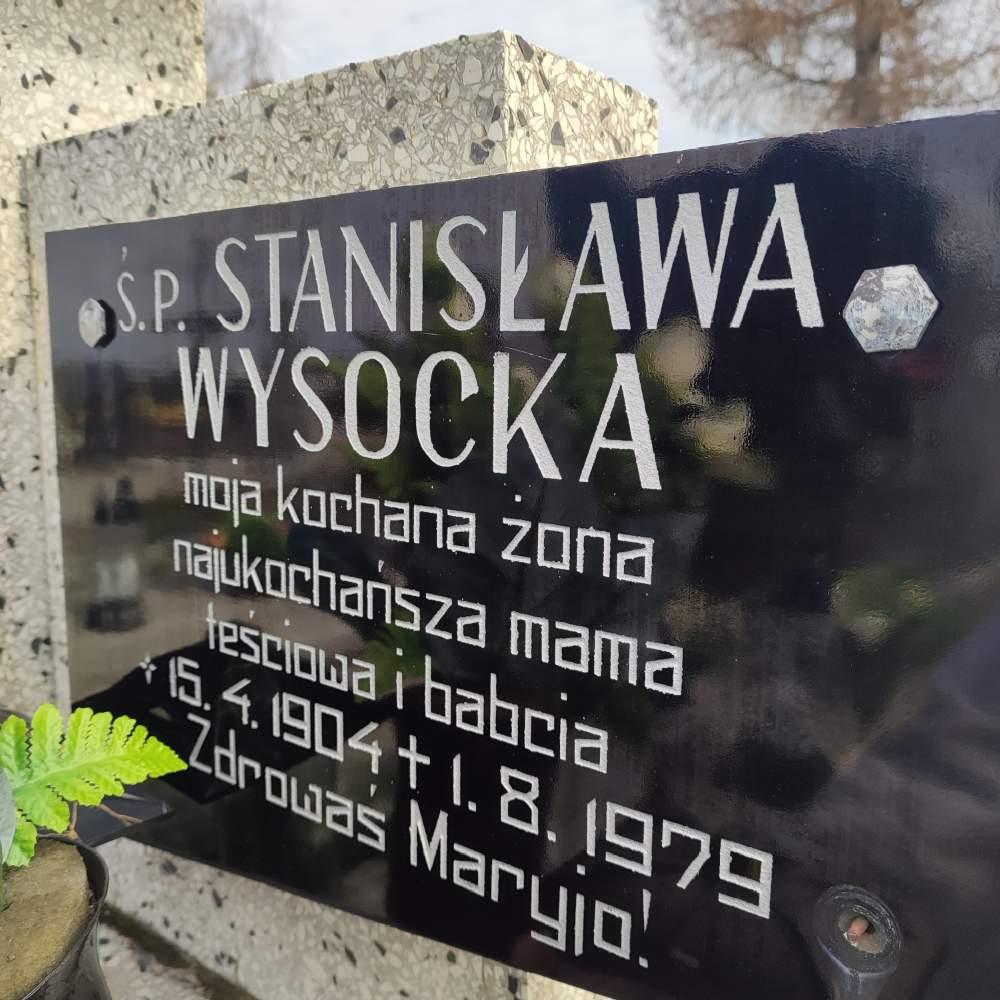 Ś.P. STANISŁAWA
WYSOCKA
moja kochana żona
najukochańsza mama
teściowa i babcia
* 15. 4. 1904 + 1. 8. 1979
Zdrowaś Maryjo!